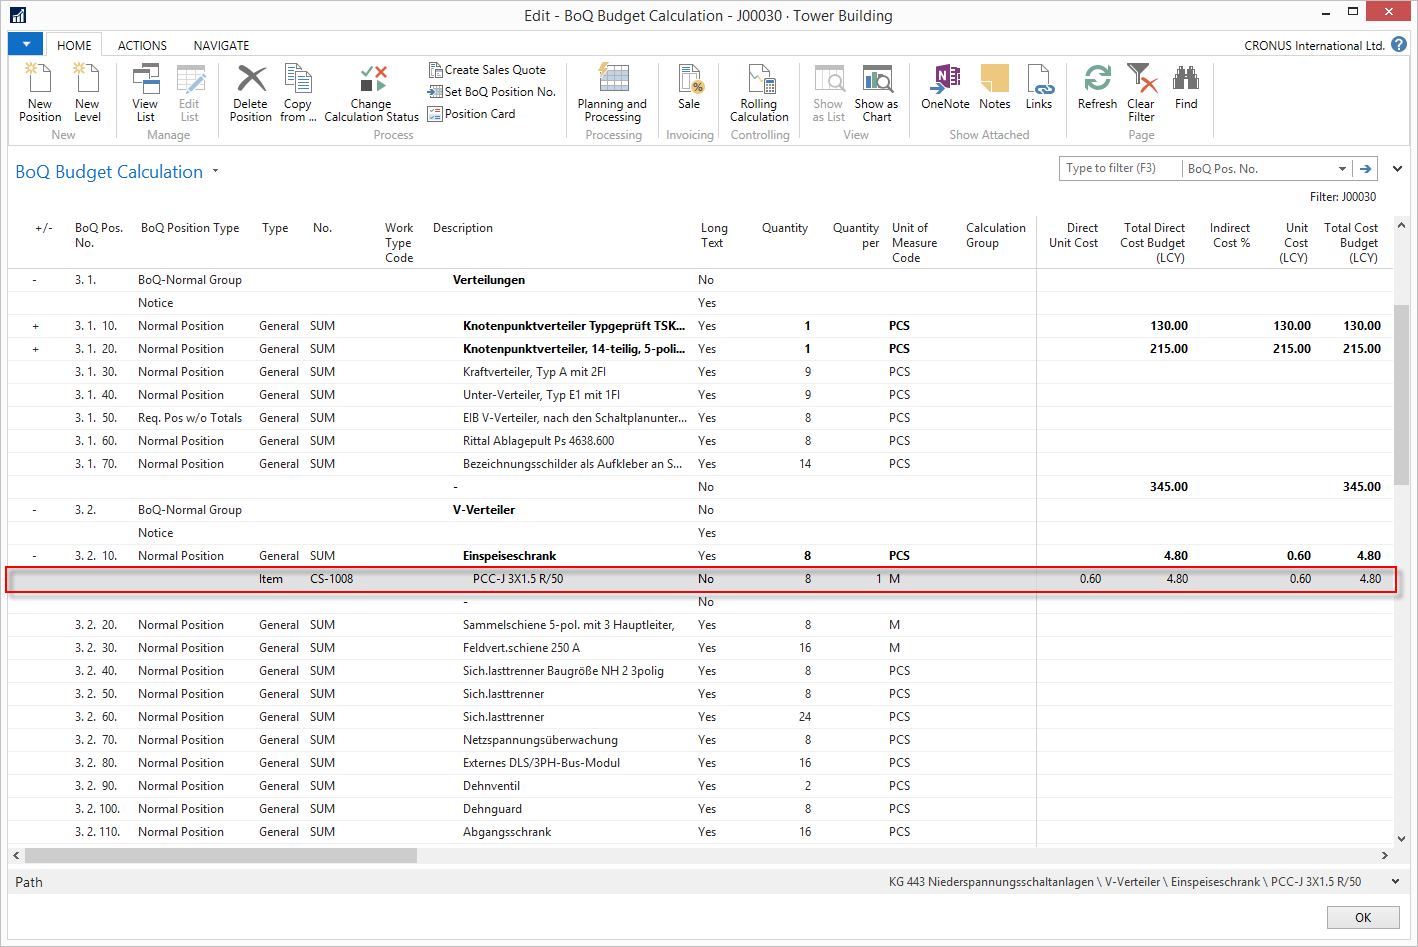 Edit - BoQ Budget Calculation - J00030 · Tower Building
HOME ACTIONS NAVIGATE CRONUS International Ltd. ?
New Position
New Level
New
View List
Edit List
Manage
Delete Position
Copy from ...
Change Calculation Status
Create Sales Quote
Set BoQ Position No.
Position Card
Process
Planning and Processing
Processing
Sale
Invoicing
Rolling Calculation
Controlling
Show as List
Show as Chart
View
OneNote
Notes
Links
Show Attached
Refresh
Clear Filter
Find
Page
BoQ Budget Calculation
Type to filter (F3) BoQ Pos. No.
Filter: J00030
+/- BoQ Pos. No. BoQ Position Type Type No. Work Type Code Description Long Text Quantity Quantity per Unit of Measure Code Calculation Group Direct Unit Cost Total Direct Cost Budget (LCY) Indirect Cost % Unit Cost (LCY) Total Cost Budget (LCY)
- 3. 1. BoQ-Normal Group Verteilungen No
Notice Yes
+ 3. 1. 10. Normal Position General SUM Knotenpunktverteiler Typgeprüft TSK... Yes 1 PCS 130.00 130.00 130.00
+ 3. 1. 20. Normal Position General SUM Knotenpunktverteiler, 14-teilig, 5-poli... Yes 1 PCS 215.00 215.00 215.00
3. 1. 30. Normal Position General SUM Kraftverteiler, Typ A mit 2FI Yes 9 PCS
3. 1. 40. Normal Position General SUM Unter-Verteiler, Typ E1 mit 1FI Yes 9 PCS
3. 1. 50. Req. Pos w/o Totals General SUM EIB V-Verteiler, nach den Schaltplanunter... Yes 8 PCS
3. 1. 60. Normal Position General SUM Rittal Ablagepult Ps 4638.600 Yes 8 PCS
3. 1. 70. Normal Position General SUM Bezeichnungsschilder als Aufkleber an S... Yes 14 PCS
- No 345.00 345.00
- 3. 2. BoQ-Normal Group V-Verteiler No
Notice Yes
- 3. 2. 10. Normal Position General SUM Einspeiseschrank Yes 8 PCS 4.80 0.60 4.80
Item CS-1008 PCC-J 3X1.5 R/50 No 8 1 M 0.60 4.80 0.60 4.80
- No
3. 2. 20. Normal Position General SUM Sammelschiene 5-pol. mit 3 Hauptleiter, Yes 8 M
3. 2. 30. Normal Position General SUM Feldvert.schiene 250 A Yes 16 M
3. 2. 40. Normal Position General SUM Sich.lasttrenner Baugröße NH 2 3polig Yes 8 PCS
3. 2. 50. Normal Position General SUM Sich.lasttrenner Yes 8 PCS
3. 2. 60. Normal Position General SUM Sich.lasttrenner Yes 24 PCS
3. 2. 70. Normal Position General SUM Netzspannungsüberwachung Yes 8 PCS
3. 2. 80. Normal Position General SUM Externes DLS/3PH-Bus-Modul Yes 16 PCS
3. 2. 90. Normal Position General SUM Dehnventil Yes 2 PCS
3. 2. 100. Normal Position General SUM Dehnguard Yes 8 PCS
3. 2. 110. Normal Position General SUM Abgangsschrank Yes 16 PCS
Path KG 443 Niederspannungsschaltanlagen \ V-Verteiler \ Einspeiseschrank \ PCC-J 3X1.5 R/50
OK